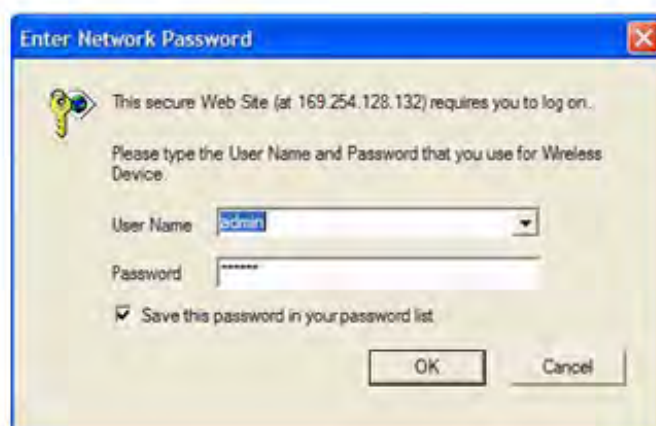 Enter Network Password
This secure Web Site (at 169.254.128.132) requires you to log on.
Please type the User Name and Password that you use for Wireless
Device
User Name admin
Password ******
Save this password in your password list
OK Cancel